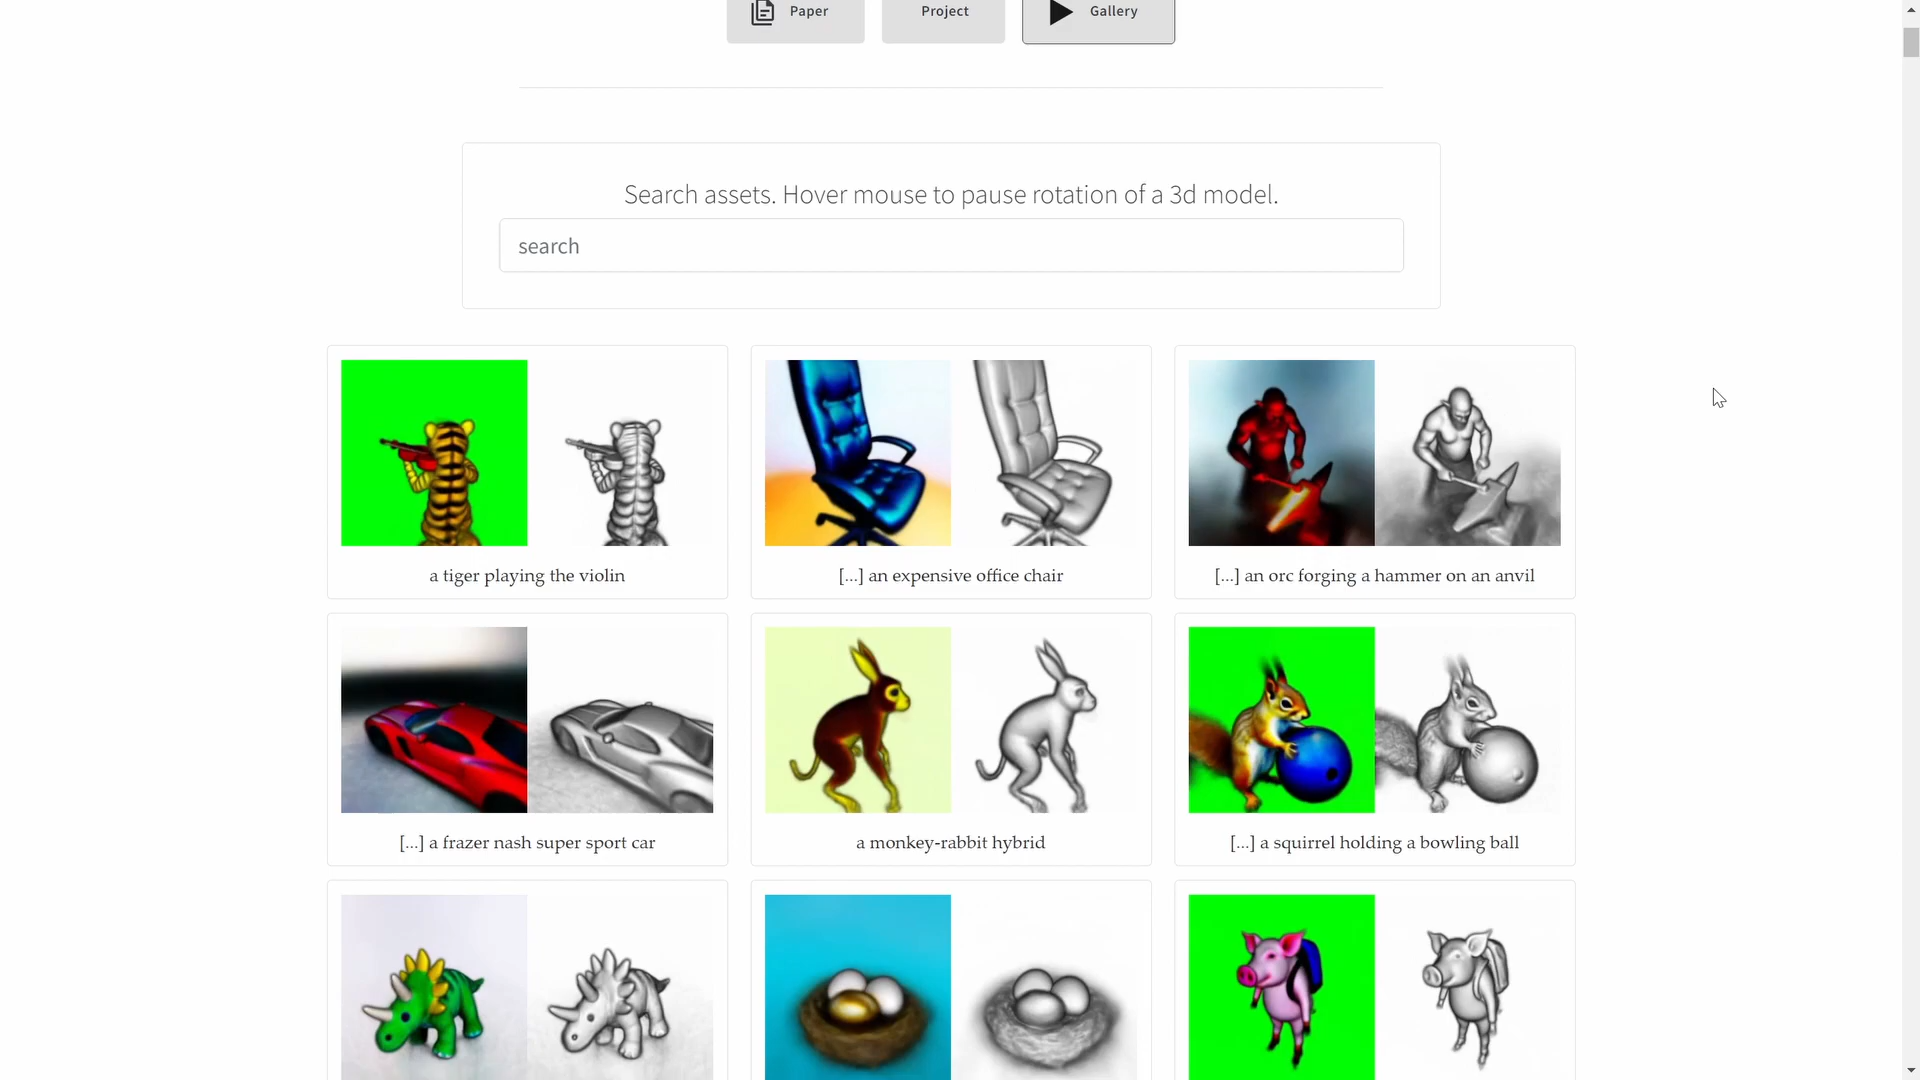 Paper
Project
Gallery
Search assets. Hover mouse to pause rotation of a 3d model.
search
a tiger playing the violin
[...] an expensive office chair
[...] an orc forging a hammer on an anvil
[...] a frazer nash super sport car
a monkey-rabbit hybrid
[...] a squirrel holding a bowling ball